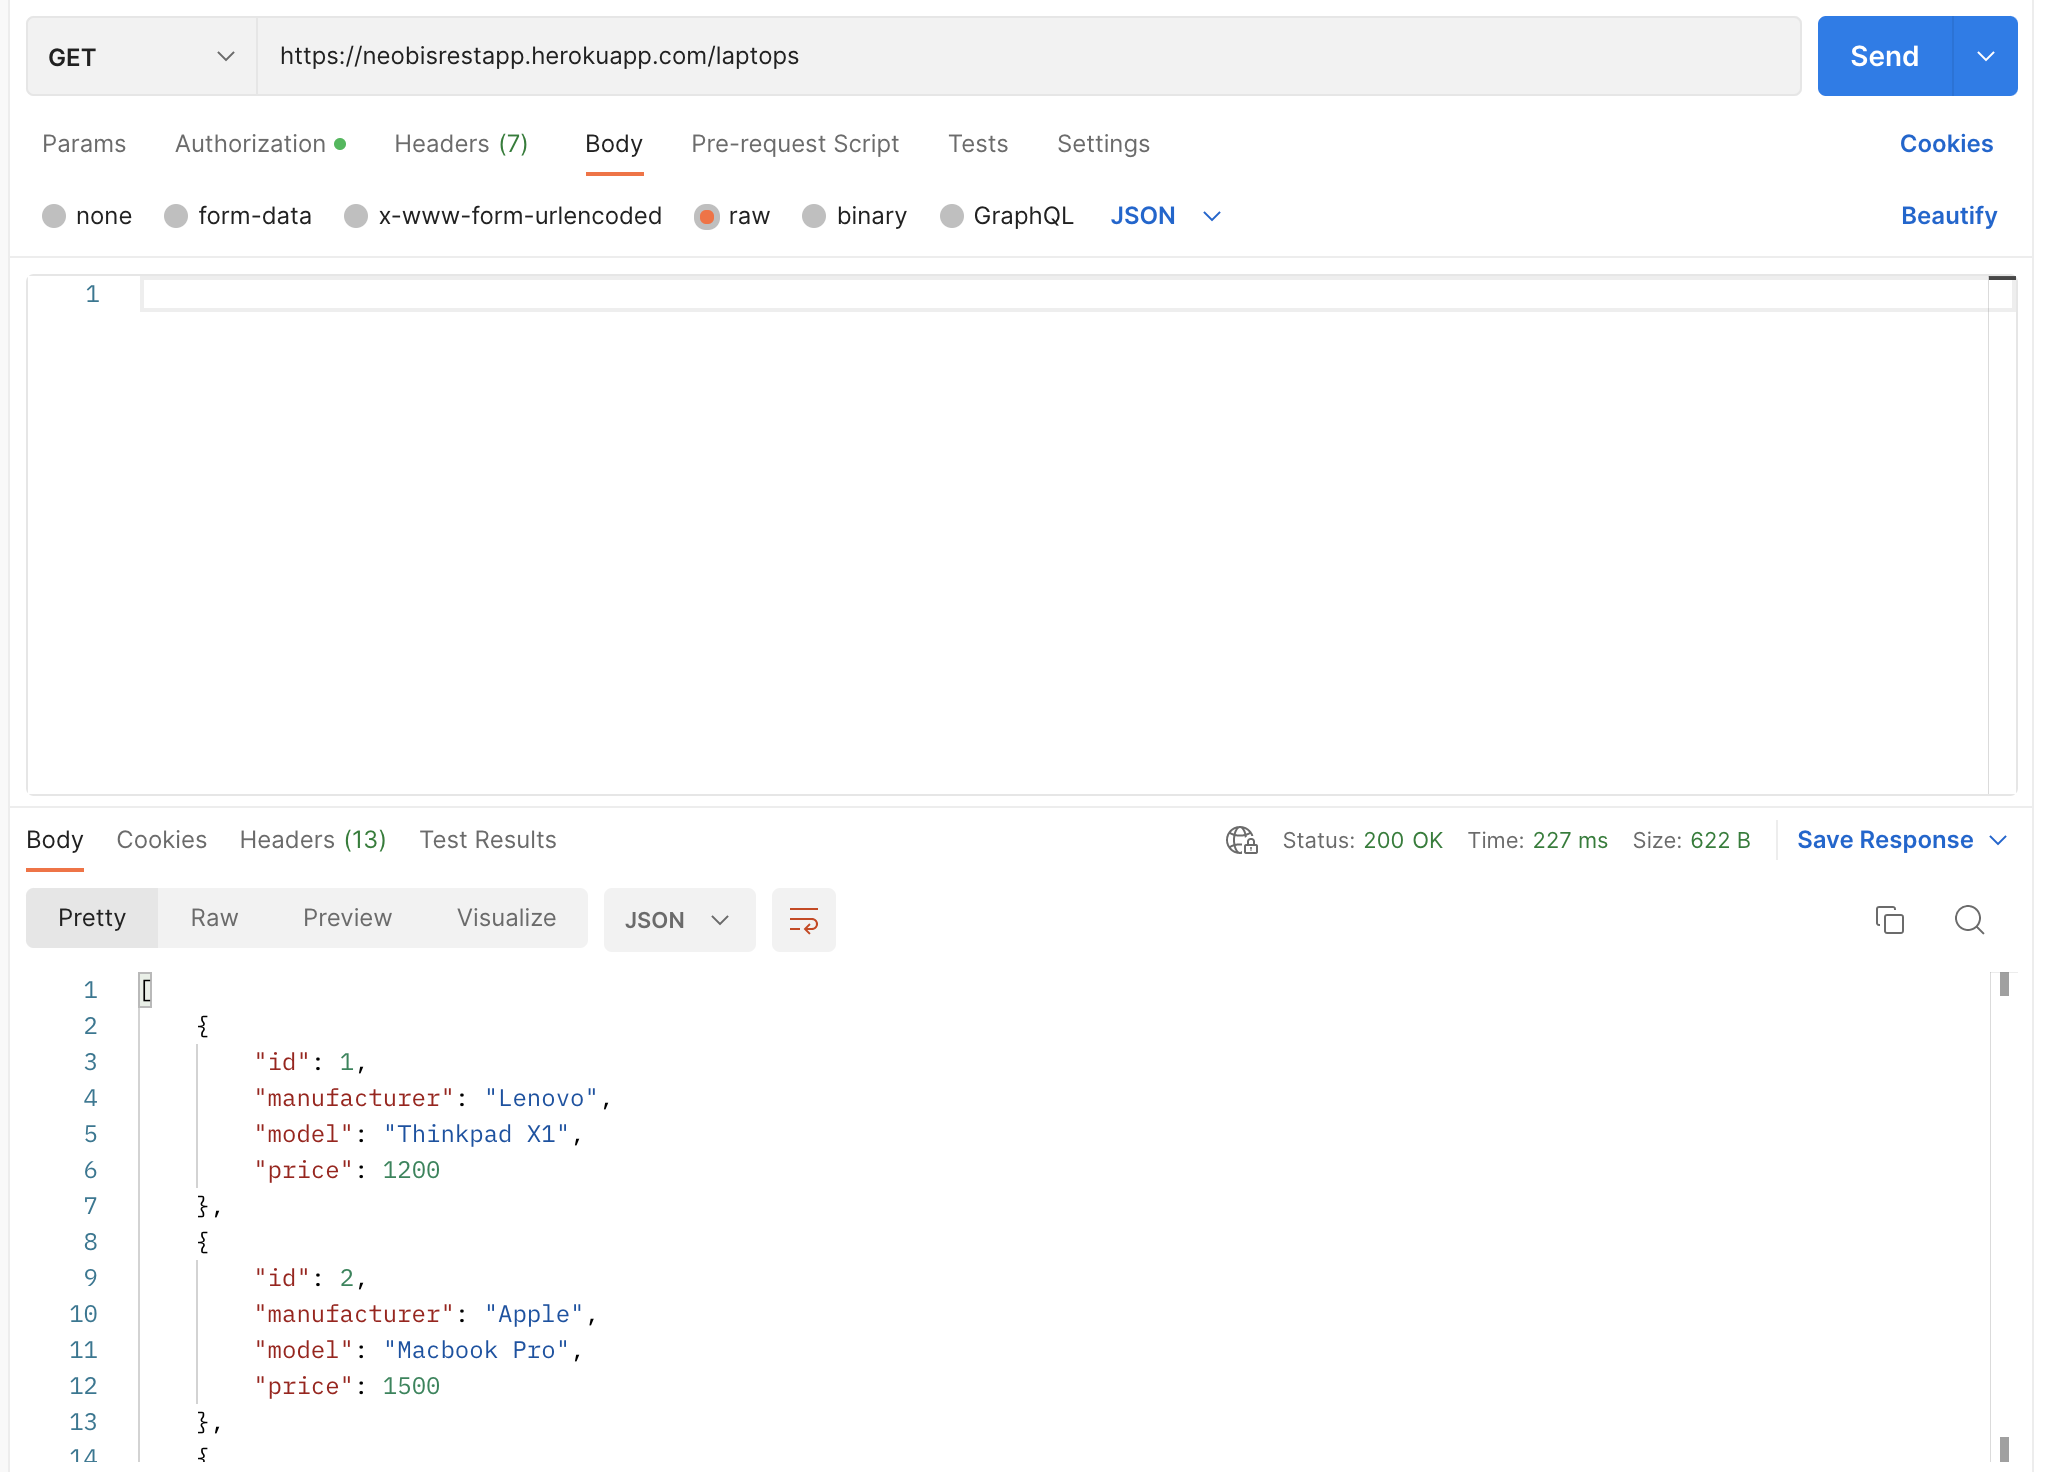 GET https://neobisrestapp.herokuapp.com/laptops Send
Params Authorization Headers (7) Body Pre-request Script Tests Settings Cookies
none form-data x-www-form-urlencoded raw binary GraphQL JSON Beautify
1
Body Cookies Headers (13) Test Results Status: 200 OK Time: 227 ms Size: 622 B Save Response
Pretty Raw Preview Visualize JSON
1 [
2 {
3 "id": 1,
4 "manufacturer": "Lenovo",
5 "model": "Thinkpad X1",
6 "price": 1200
7 },
8 {
9 "id": 2,
10 "manufacturer": "Apple",
11 "model": "Macbook Pro",
12 "price": 1500
13 },
14 {